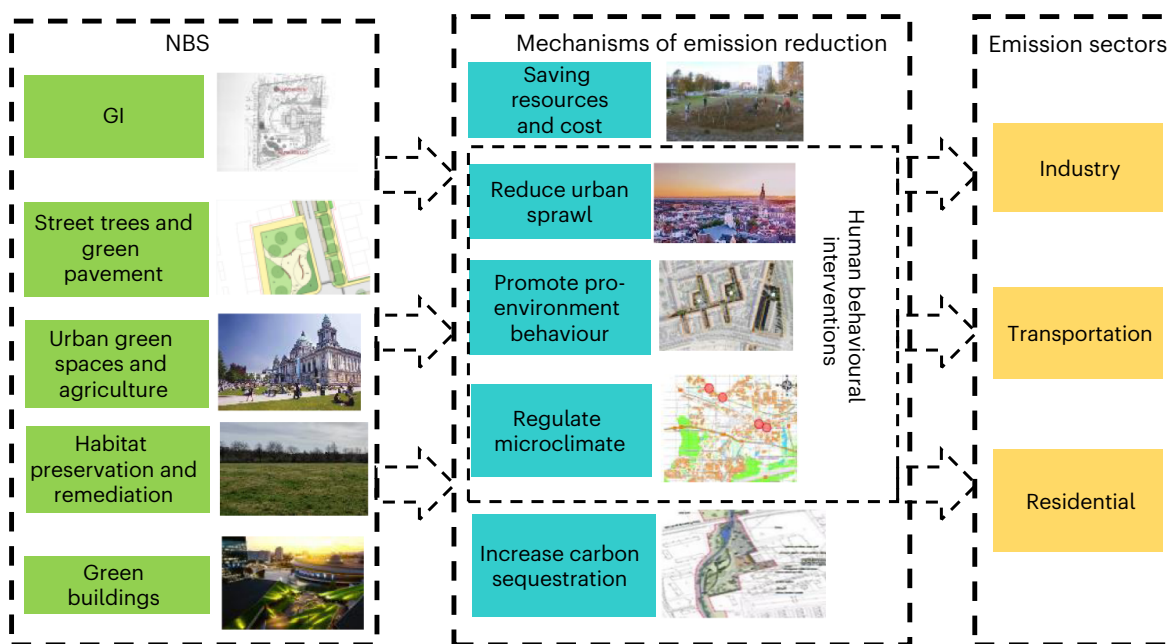 NBS
GI
Street trees and
green
pavement
Urban green
spaces and
agriculture
Habitat
preservation and
remediation
Green
buildings
Mechanisms of emission reduction
Saving
resources
and cost
Reduce urban
sprawl
Promote pro-
environment
behaviour
Regulate
microclimate
Increase carbon
sequestration
Human behavioural
interventions
Emission sectors
Industry
Transportation
Residential